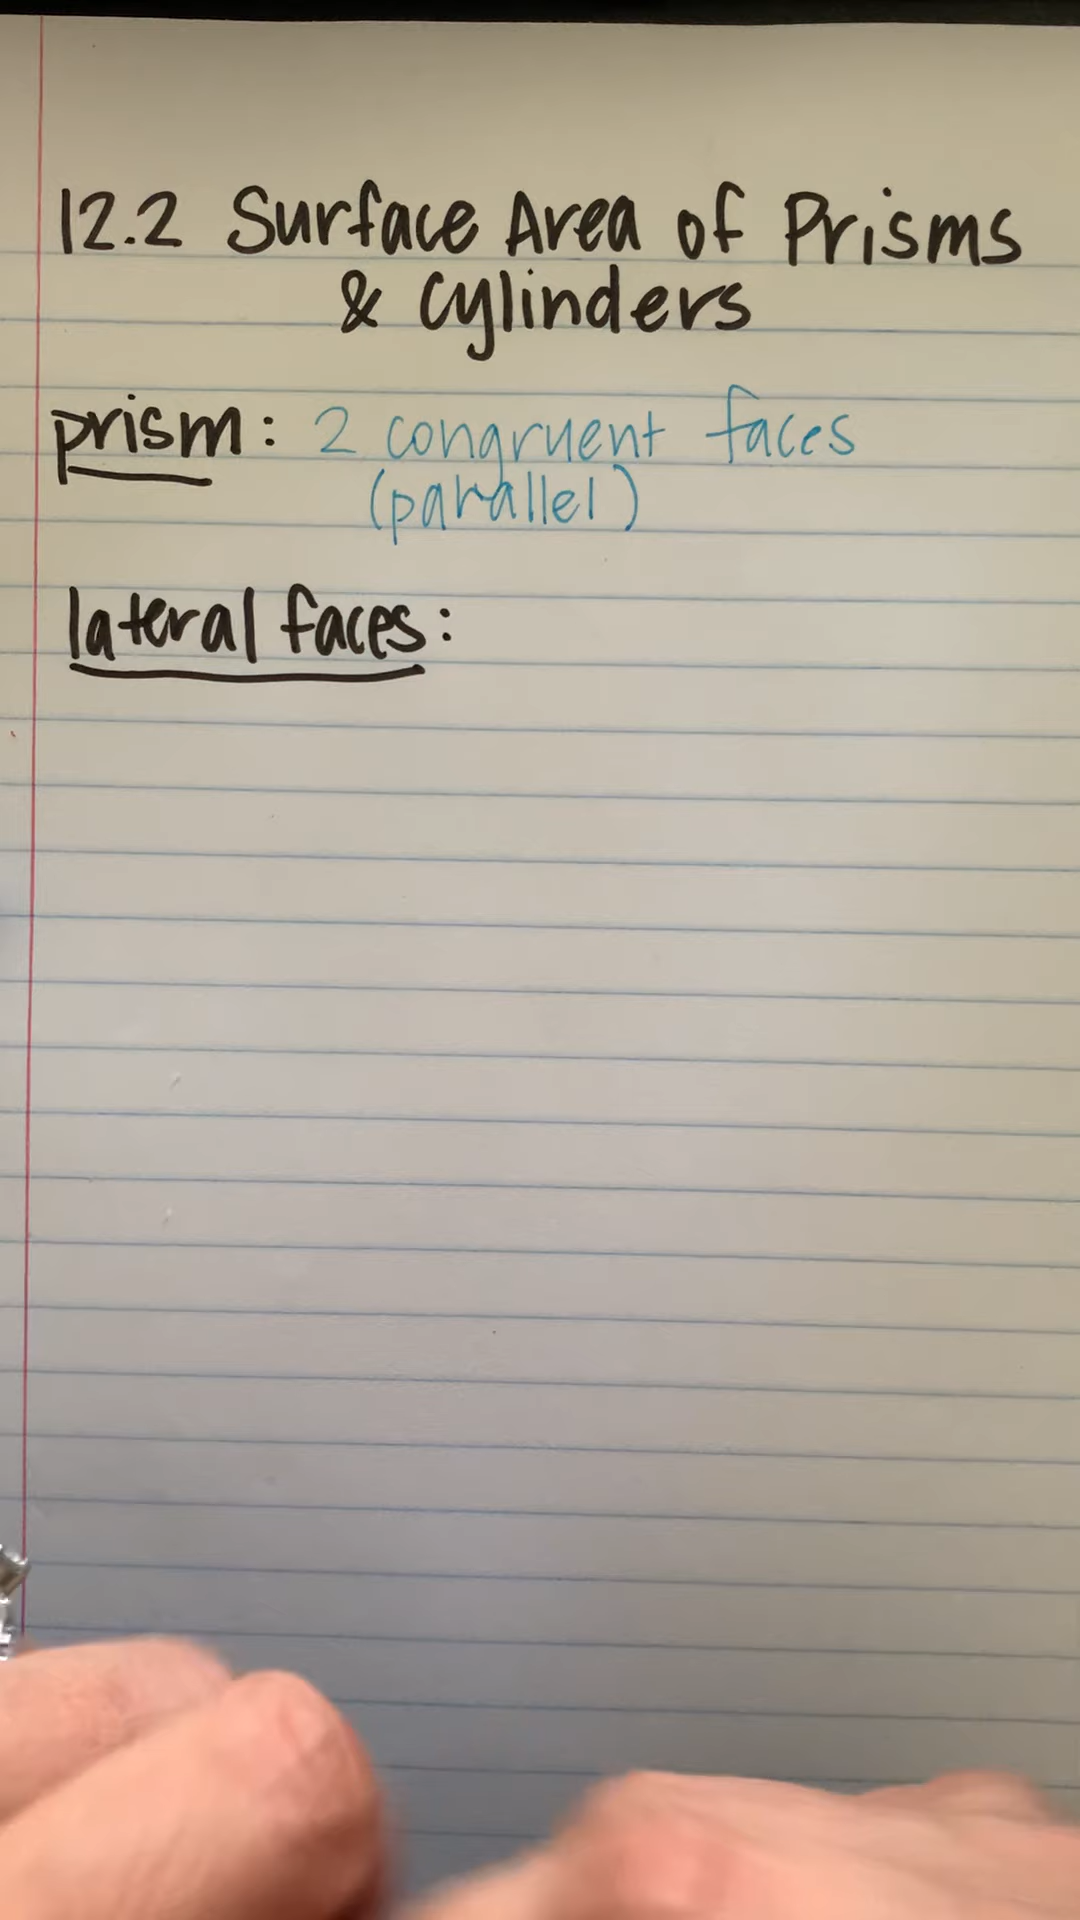 12.2 Surface Area of Prisms
& Cylinders
prism: 2 congruent faces
(parallel)
lateral faces: